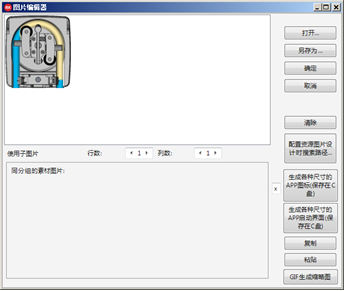 图片编辑器
打开...
另存为...
确定
取消
清除
配置资源图片设
计时搜索路径...
使用子图片
行数:
1
列数:
1
同分组的素材图片:
x
生成各种尺寸的
APP图标(保存在C
盘)
生成各种尺寸的
APP启动界面(保
存在C盘)
复制
粘贴
GIF生成缩略图